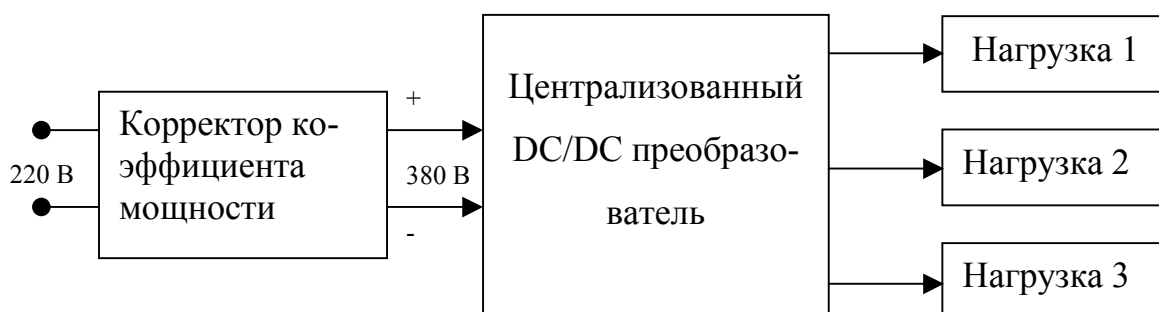 220 В
Корректор ко-
эффициента
мощности
+
380 В
-
Централизованный
DC/DC преобразо-
ватель
Нагрузка 1
Нагрузка 2
Нагрузка 3